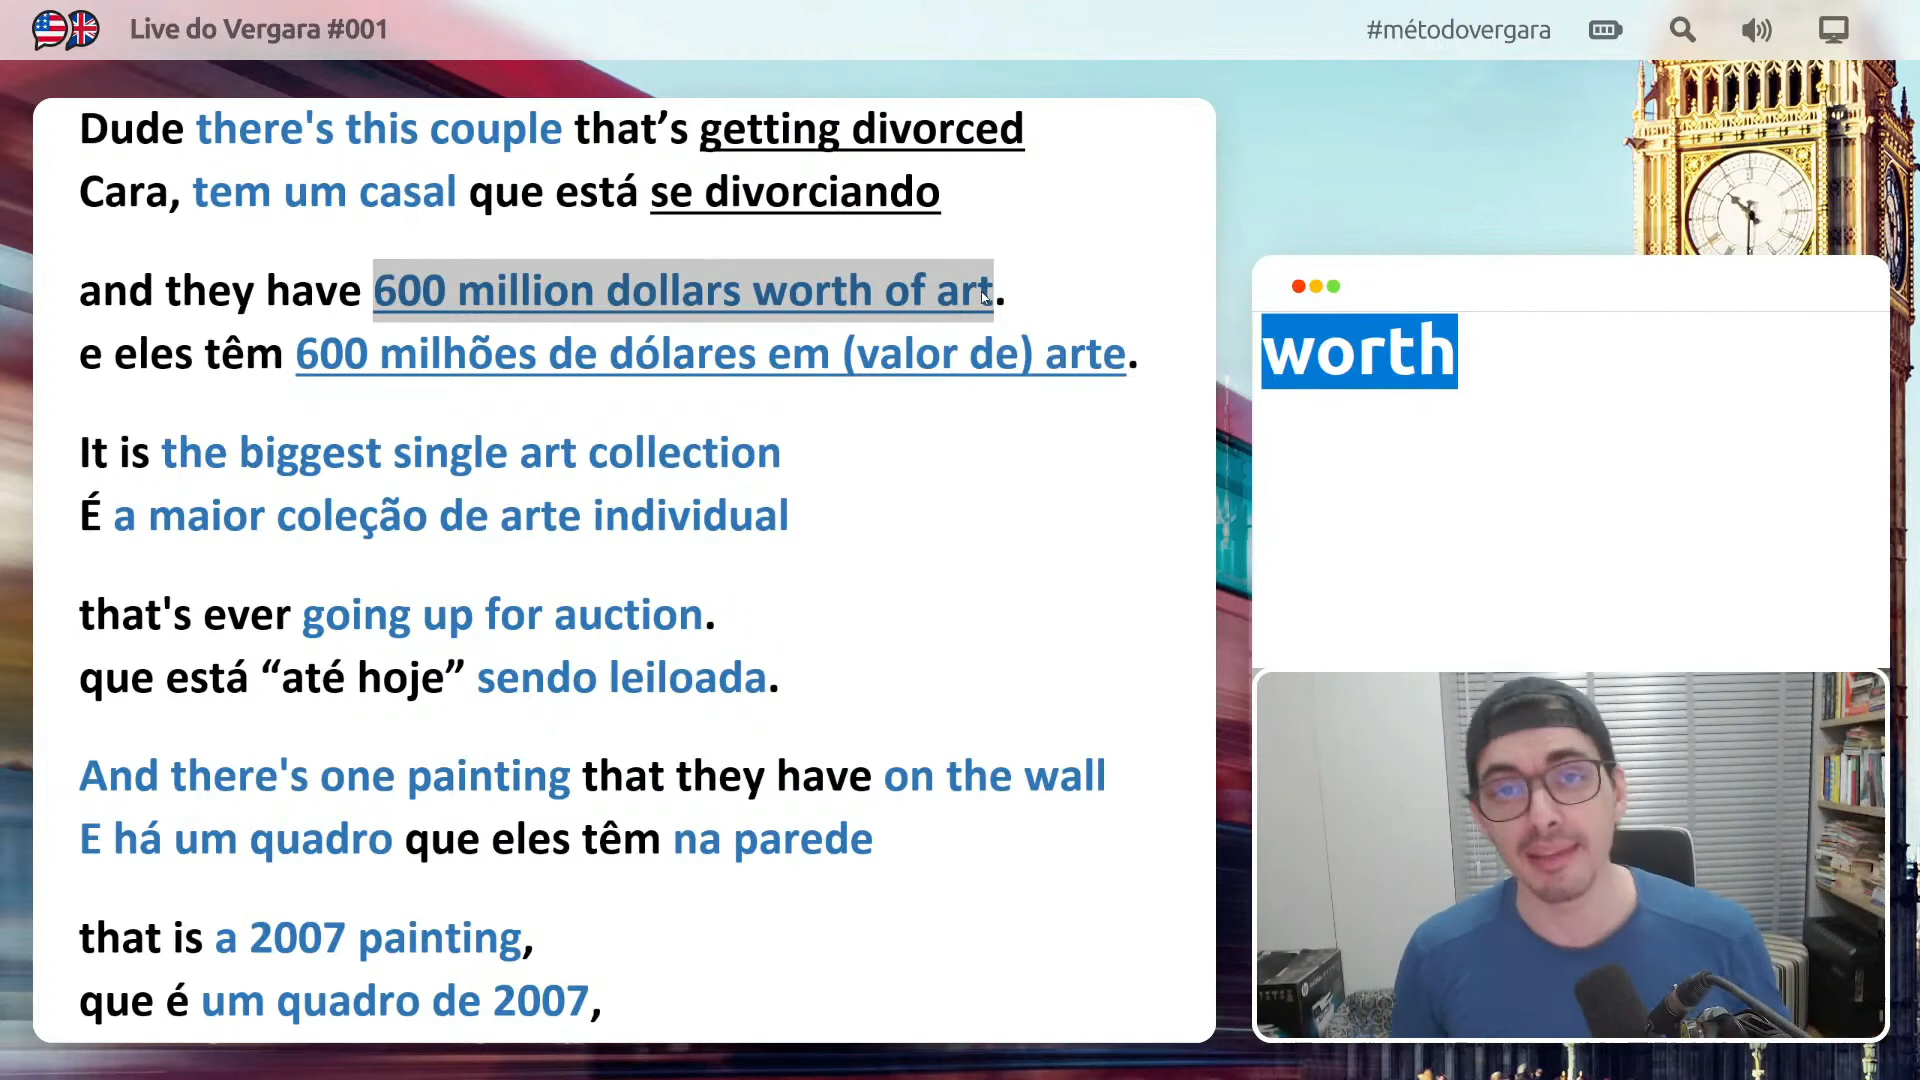 Live do Vergara #001
#métodovergara
Dude there's this couple that’s getting divorced
Cara, tem um casal que está se divorciando
and they have 600 million dollars worth of art.
e eles têm 600 milhões de dólares em (valor de) arte.
It is the biggest single art collection
É a maior coleção de arte individual
that's ever going up for auction.
que está “até hoje” sendo leiloada.
And there's one painting that they have on the wall
E há um quadro que eles têm na parede
that is a 2007 painting,
que é um quadro de 2007,
worth